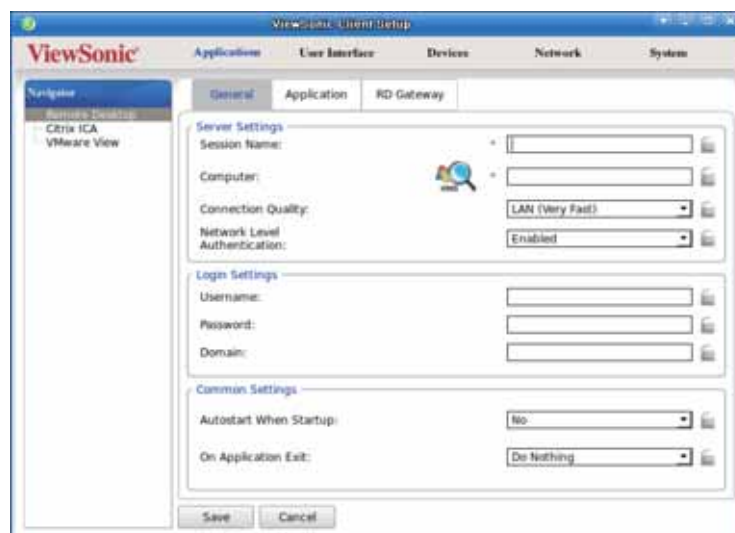 ViewSonic Client Setup
ViewSonic
Applications User Interface Devices Network System
Navigator
Remote Desktop
Citrix ICA
VMware View
General Application RD Gateway
Server Settings
Session Name: *
Computer: *
Connection Quality: LAN (Very Fast)
Network Level
Authentication: Enabled
Login Settings
Username:
Password:
Domain:
Common Settings
Autostart When Startup: No
On Application Exit: Do Nothing
Save Cancel